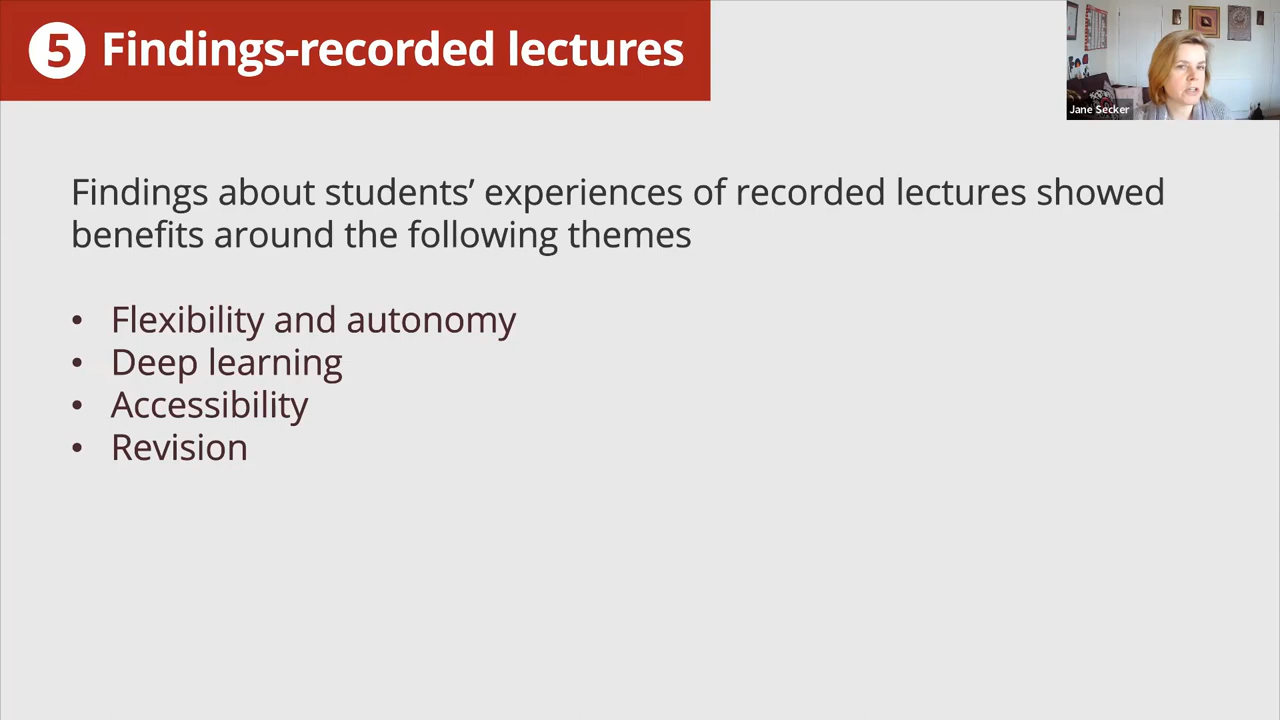 5 Findings-recorded lectures
Jane Secker
Findings about students’ experiences of recorded lectures showed
benefits around the following themes
• Flexibility and autonomy
• Deep learning
• Accessibility
• Revision